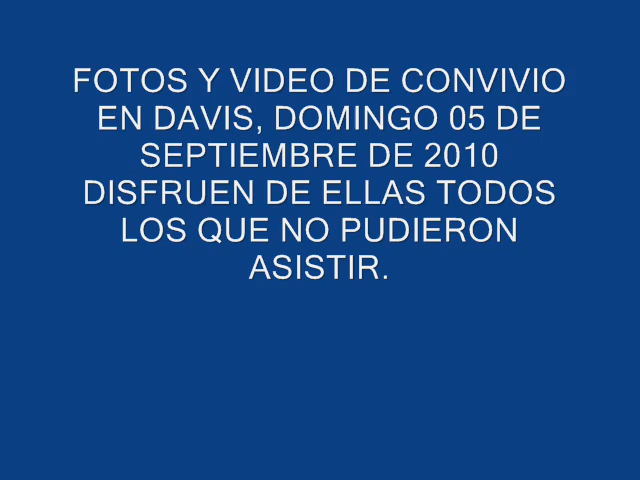 FOTOS Y VIDEO DE CONVIVIO
EN DAVIS, DOMINGO 05 DE
SEPTIEMBRE DE 2010
DISFRUEN DE ELLAS TODOS
LOS QUE NO PUDIERON
ASISTIR.